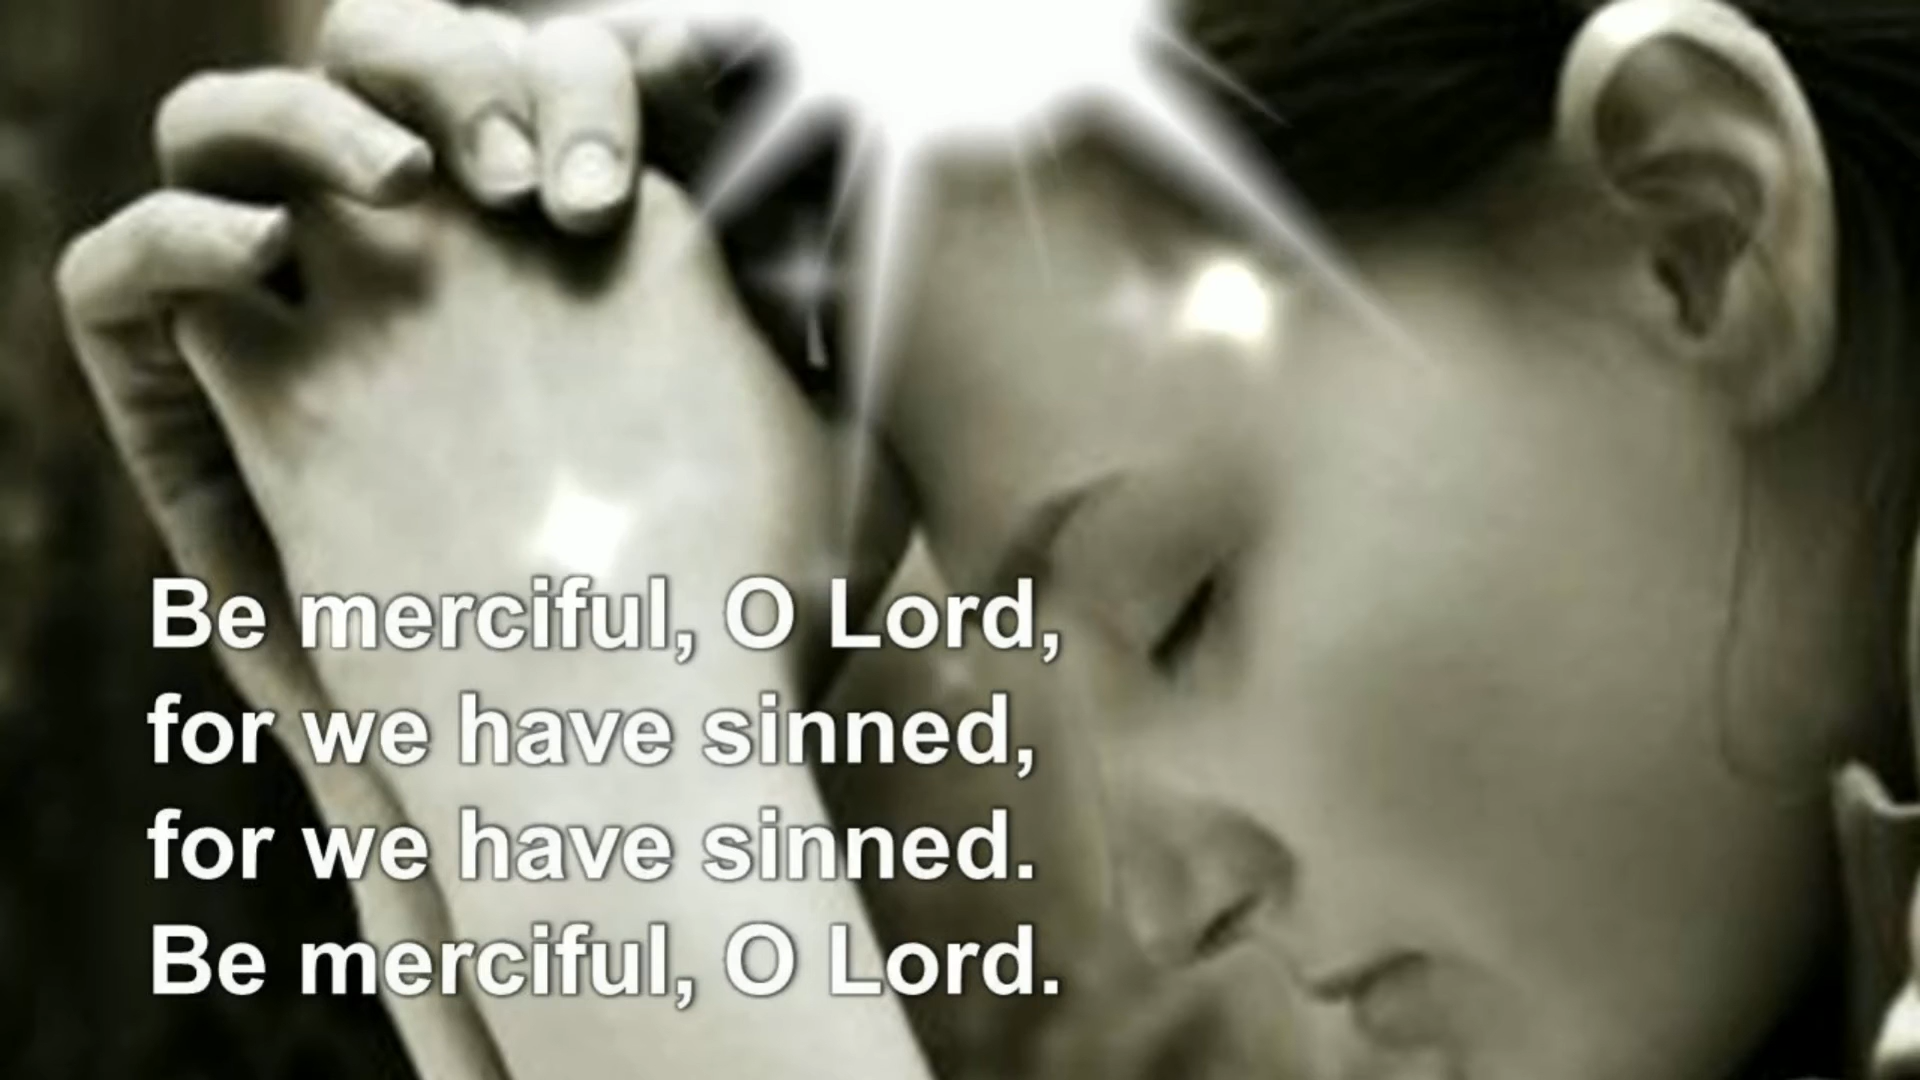 Be merciful, O Lord,
for we have sinned,
for we have sinned.
Be merciful, O Lord.